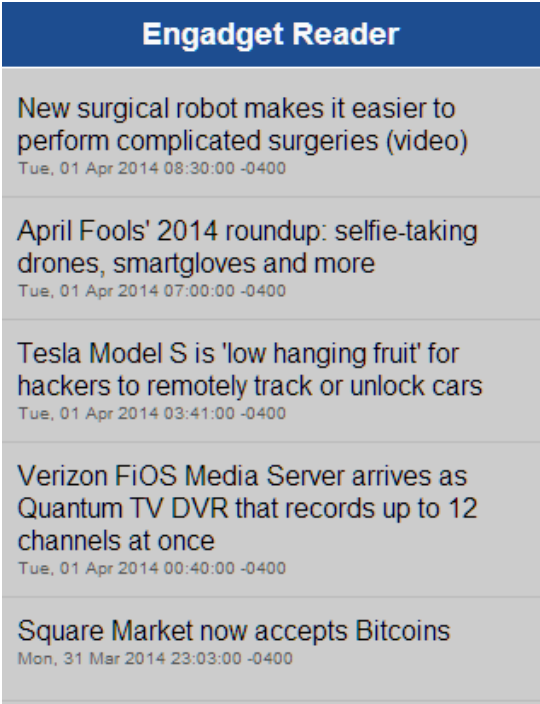 Engadget Reader
New surgical robot makes it easier to
perform complicated surgeries (video)
Tue, 01 Apr 2014 08:30:00 -0400
April Fools' 2014 roundup: selfie-taking
drones, smartgloves and more
Tue, 01 Apr 2014 07:00:00 -0400
Tesla Model S is 'low hanging fruit' for
hackers to remotely track or unlock cars
Tue, 01 Apr 2014 03:41:00 -0400
Verizon FiOS Media Server arrives as
Quantum TV DVR that records up to 12
channels at once
Tue, 01 Apr 2014 00:40:00 -0400
Square Market now accepts Bitcoins
Mon, 31 Mar 2014 23:03:00 -0400